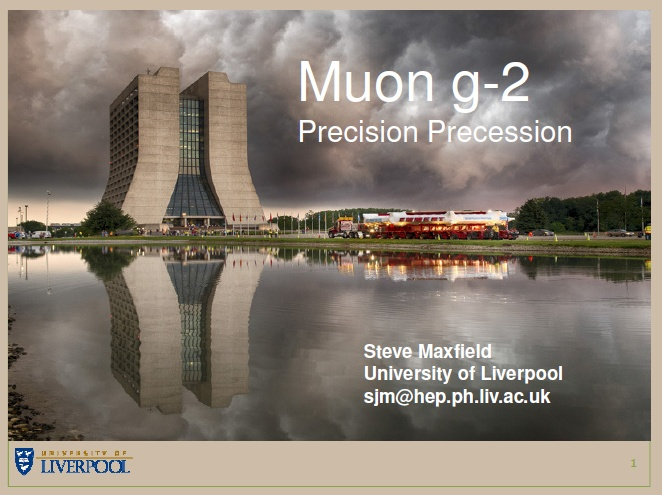 Muon g-2
Precision Precession
Steve Maxfield
University of Liverpool
sjm@hep.ph.liv.ac.uk
UNIVERSITY OF
LIVERPOOL
1